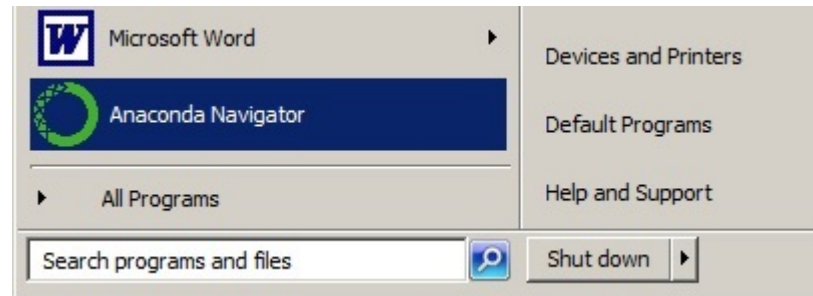 Microsoft Word
Anaconda Navigator
All Programs
Search programs and files
Devices and Printers
Default Programs
Help and Support
Shut down